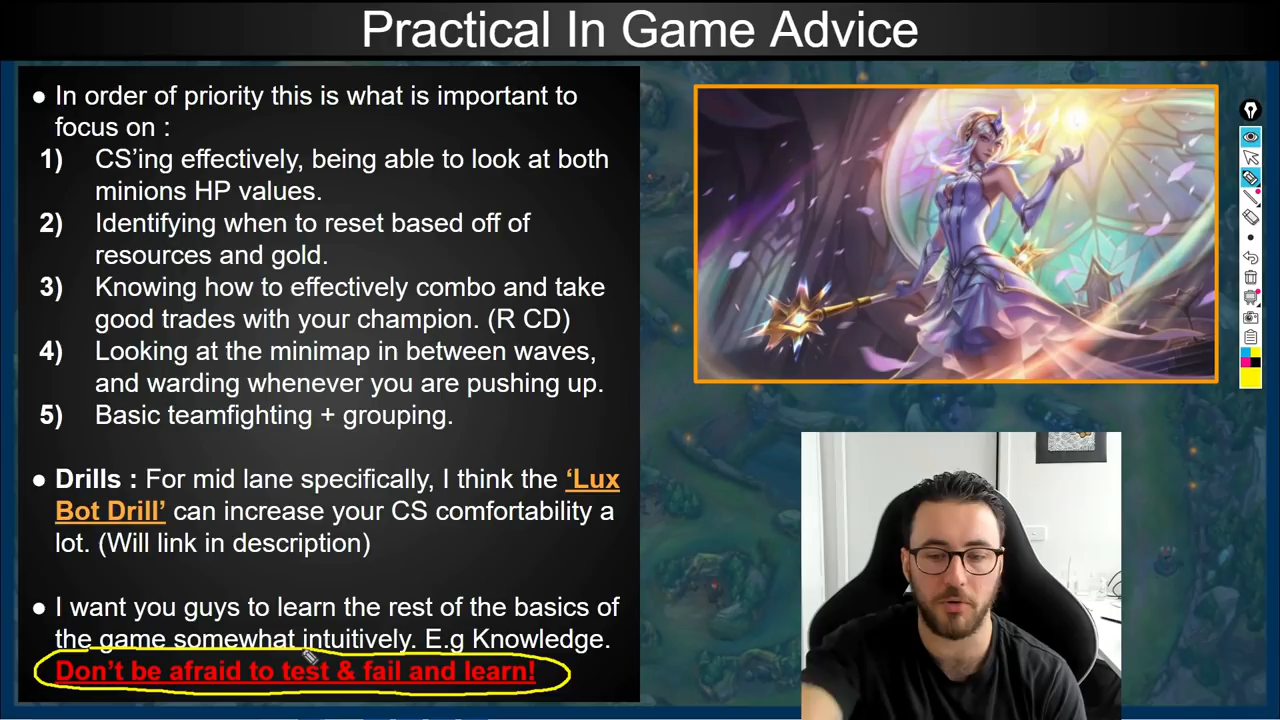 Practical In Game Advice
● In order of priority this is what is important to
focus on :
1) CS’ing effectively, being able to look at both
minions HP values.
2) Identifying when to reset based off of
resources and gold.
3) Knowing how to effectively combo and take
good trades with your champion. (R CD)
4) Looking at the minimap in between waves,
and warding whenever you are pushing up.
5) Basic teamfighting + grouping.
● Drills : For mid lane specifically, I think the ‘Lux
Bot Drill’ can increase your CS comfortability a
lot. (Will link in description)
● I want you guys to learn the rest of the basics of
the game somewhat intuitively. E.g Knowledge.
Don’t be afraid to test & fail and learn!